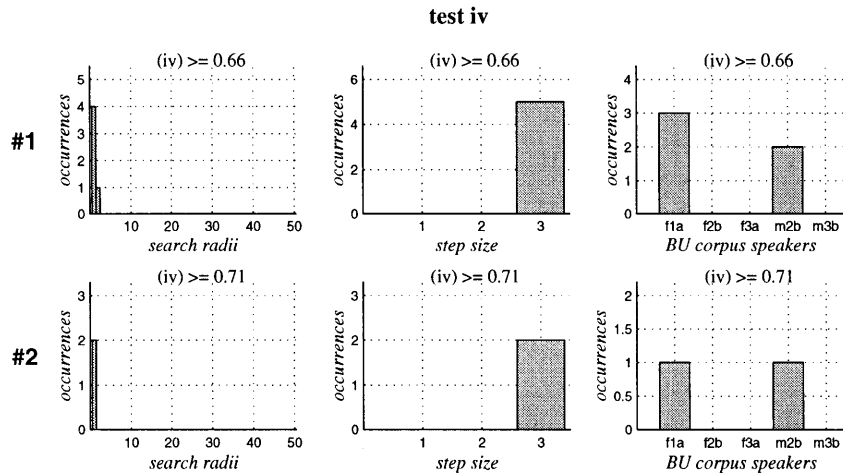 test iv
#1
(iv) >= 0.66
occurrences
5
4
3
2
1
0
10 20 30 40 50
search radii
(iv) >= 0.66
occurrences
6
4
2
0
1 2 3
step size
(iv) >= 0.66
occurrences
4
3
2
1
0
f1a f2b f3a m2b m3b
BU corpus speakers
#2
(iv) >= 0.71
occurrences
3
2
1
0
10 20 30 40 50
search radii
(iv) >= 0.71
occurrences
3
2
1
0
1 2 3
step size
(iv) >= 0.71
occurrences
2
1.5
1
0.5
0
f1a f2b f3a m2b m3b
BU corpus speakers